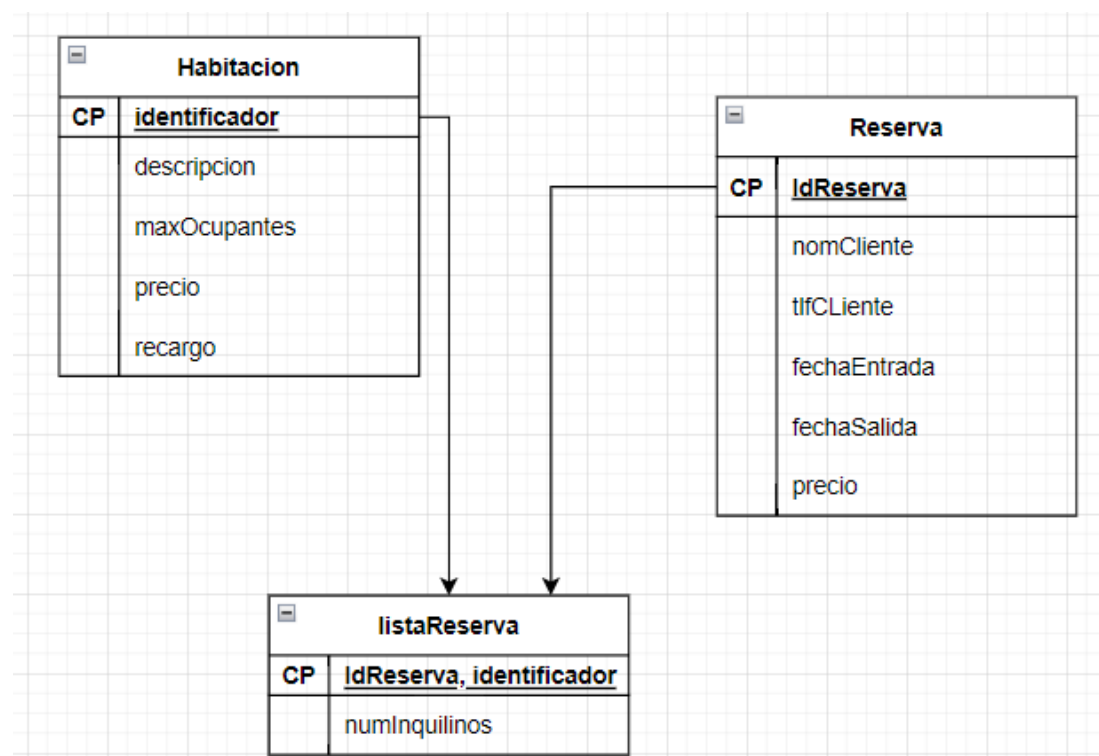 Habitacion
CP identificador
descripcion
maxOcupantes
precio
recargo
Reserva
CP IdReserva
nomCliente
tlfCLiente
fechaEntrada
fechaSalida
precio
listaReserva
CP IdReserva, identificador
numInquilinos